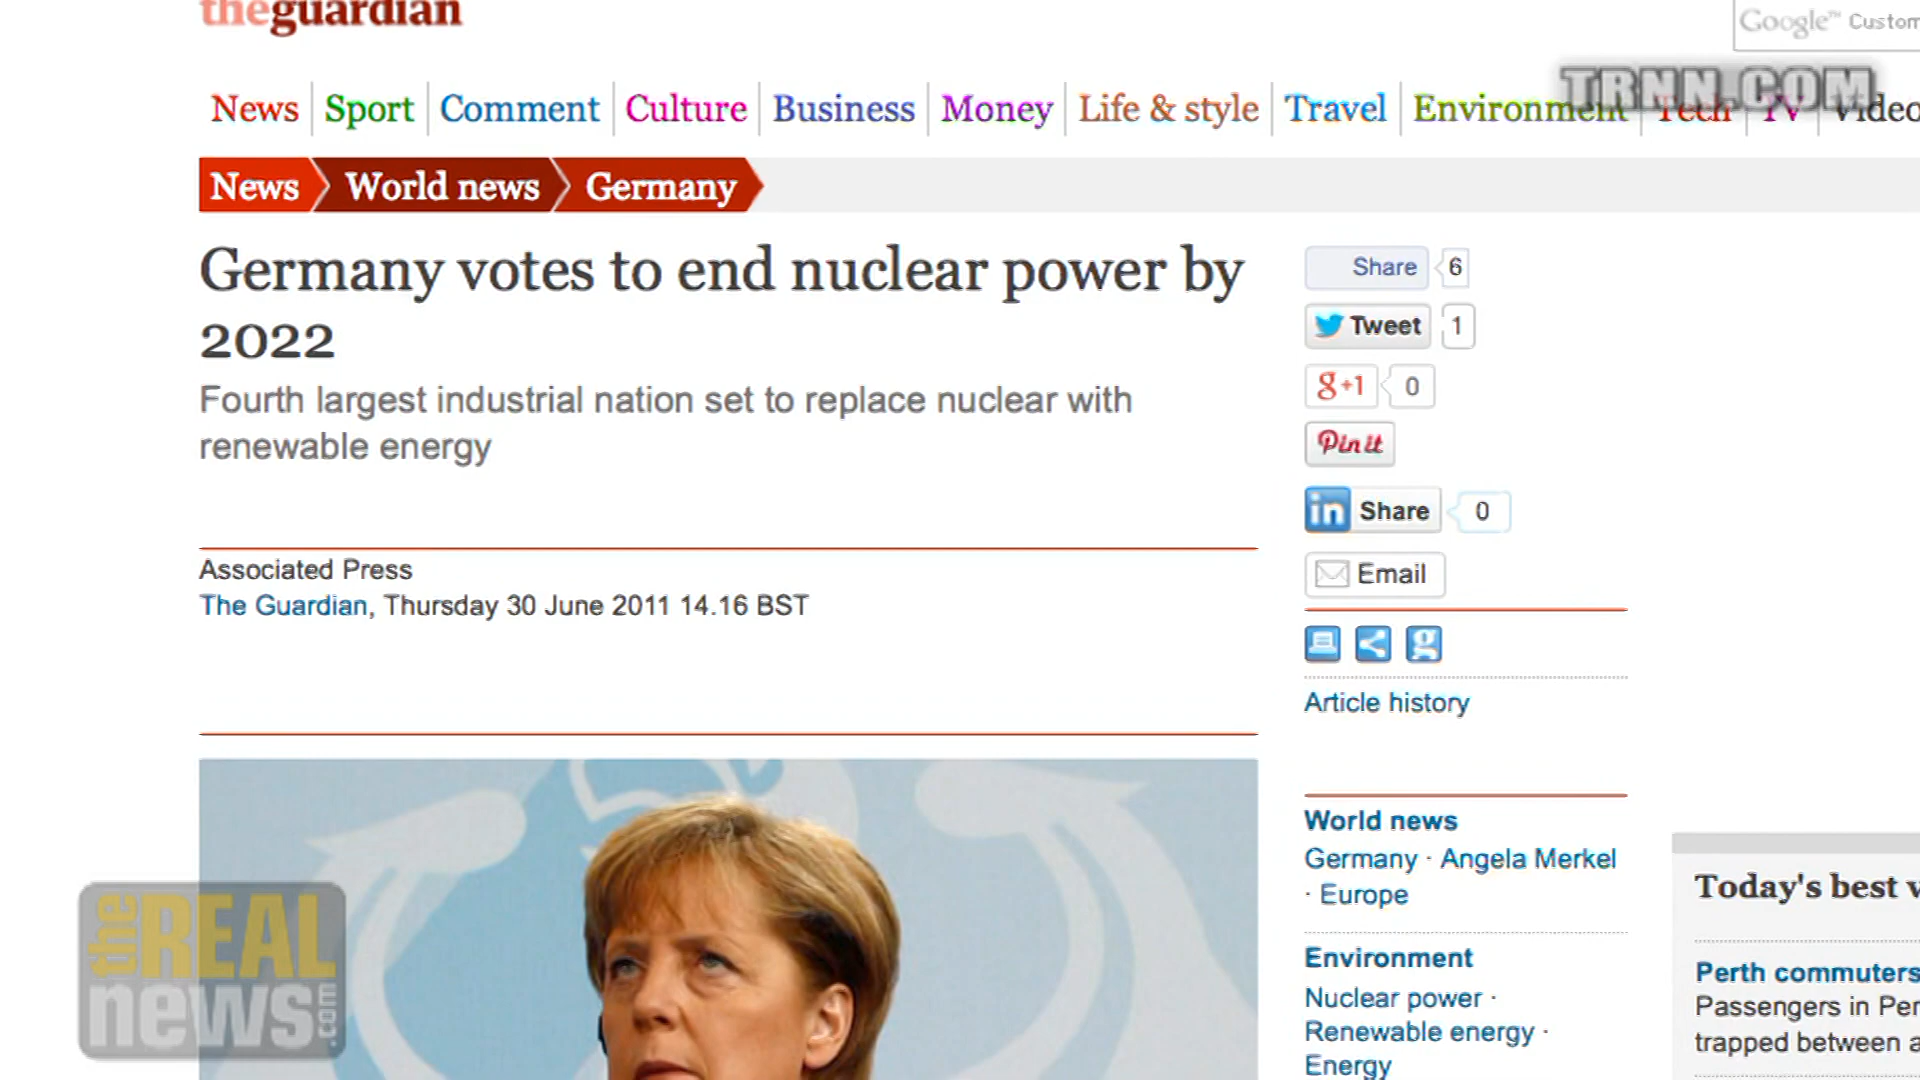 theguardian
Google™ Custom
TRNN.COM
News Sport Comment Culture Business Money Life & style Travel Environment Tech TV Video
News World news Germany
Germany votes to end nuclear power by
2022
Fourth largest industrial nation set to replace nuclear with
renewable energy
Associated Press
The Guardian, Thursday 30 June 2011 14.16 BST
Share 6
Tweet 1
g+1 0
Pin it
in Share 0
Email
g
Article history
World news
Germany · Angela Merkel
· Europe
Environment
Nuclear power ·
Renewable energy ·
Energy
Today's best v
Perth commuters
Passengers in Per
trapped between a
the REAL
news.com